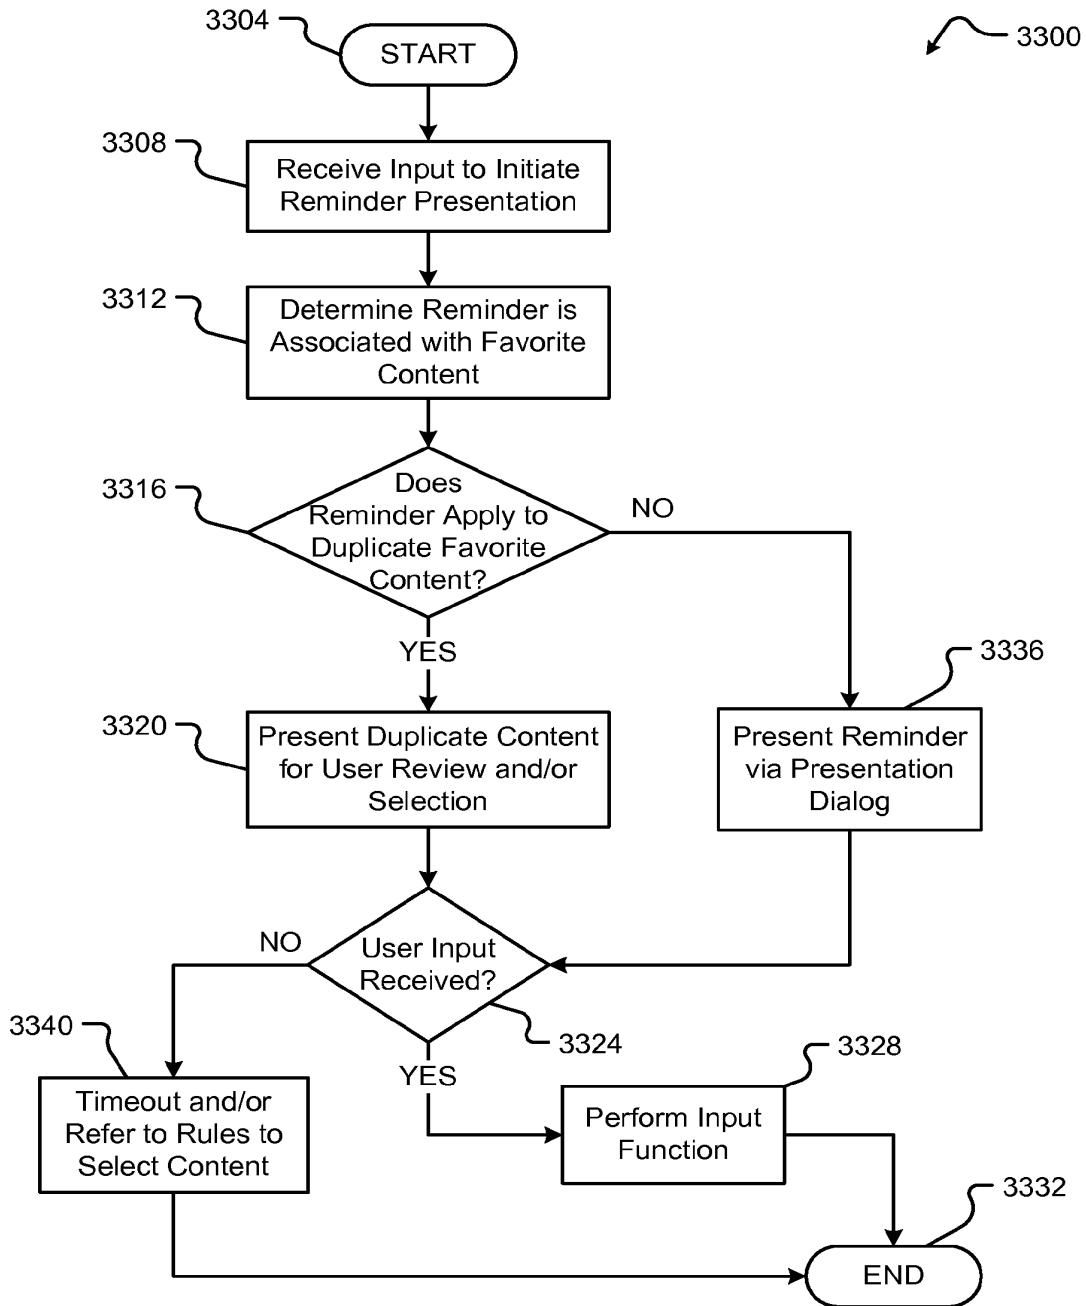 3304
START
3300
3308
Receive Input to Initiate
Reminder Presentation
3312
Determine Reminder is
Associated with Favorite
Content
3316
Does
Reminder Apply to
Duplicate Favorite
Content?
NO
YES
3336
3320
Present Duplicate Content
for User Review and/or
Selection
Present Reminder
via Presentation
Dialog
NO
User Input
Received?
3324
3340
YES
3328
Timeout and/or
Refer to Rules to
Select Content
Perform Input
Function
3332
END